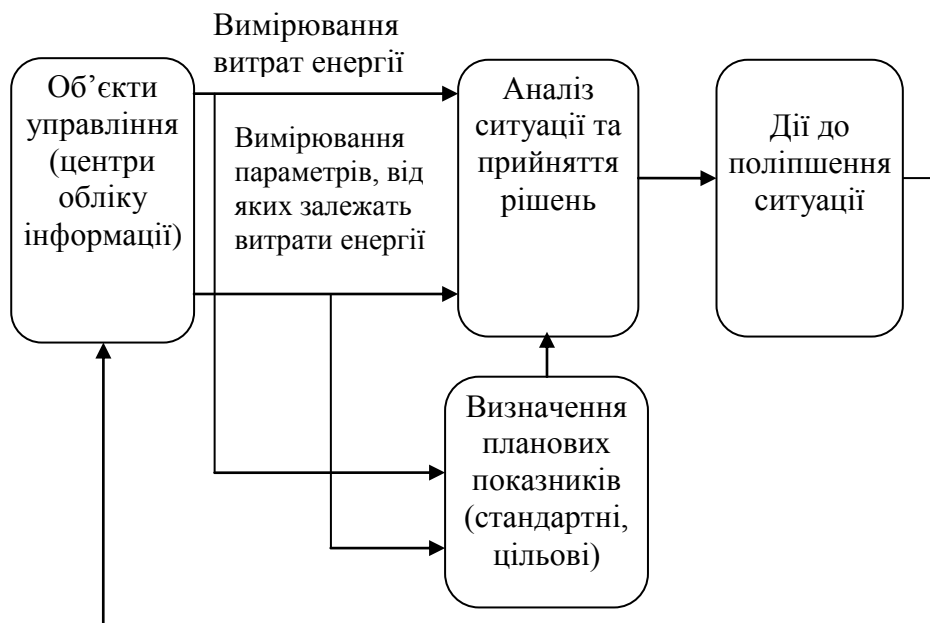 Вимірювання
витрат енергії
Об’єкти
управління
(центри
обліку
інформації)
Вимірювання
параметрів, від
яких залежать
витрати енергії
Аналіз
ситуації та
прийняття
рішень
Дії до
поліпшення
ситуації
Визначення
планових
показників
(стандартні,
цільові)